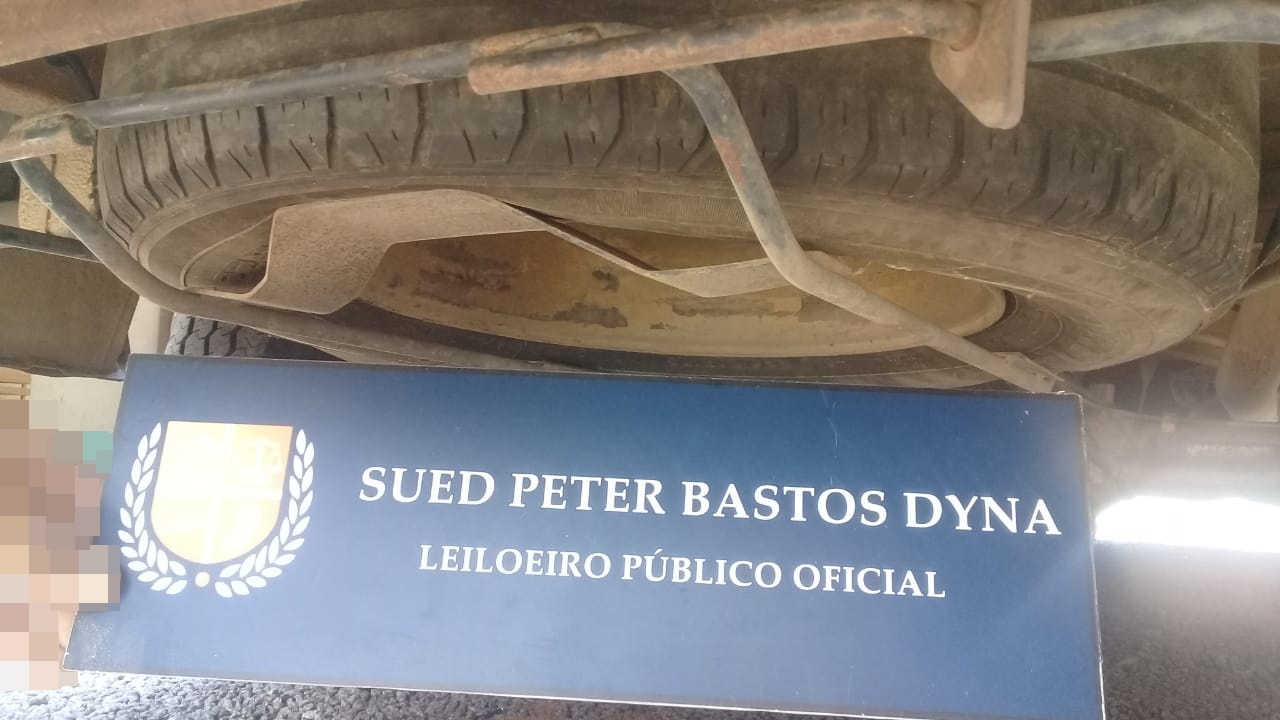 SUED PETER BASTOS DYNA
LEILOEIRO PÚBLICO OFICIAL